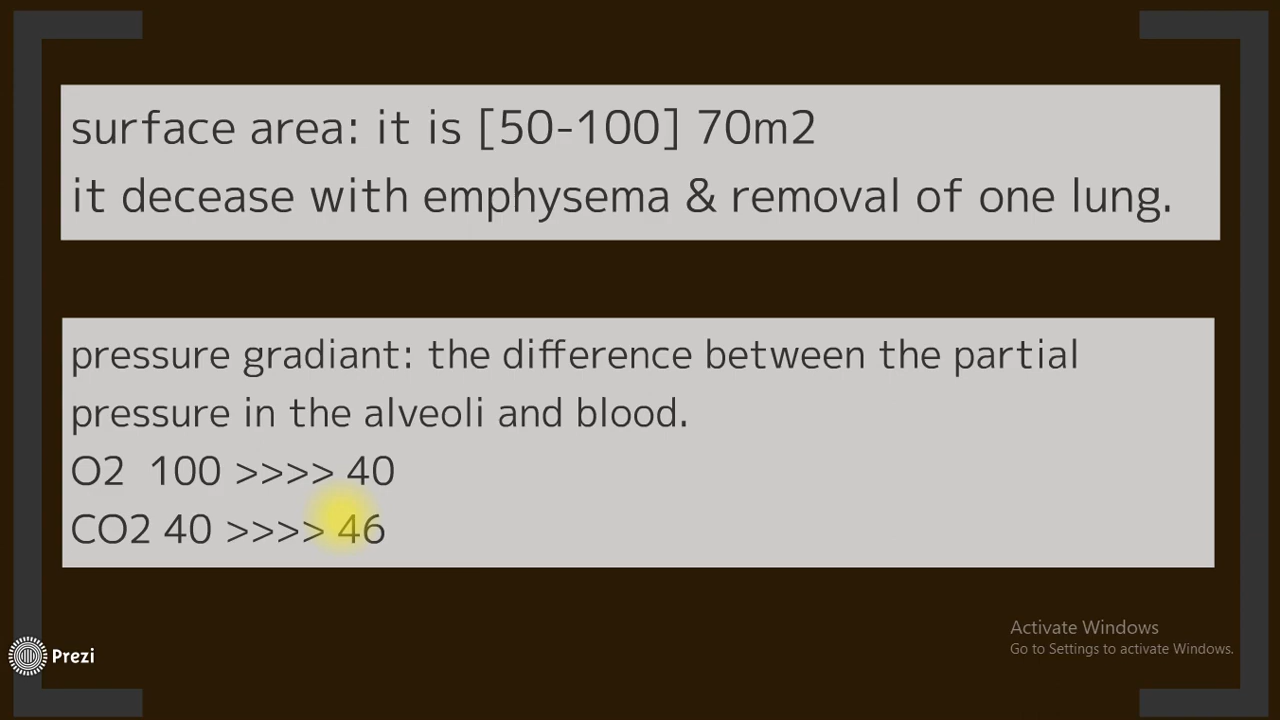 surface area: it is [50-100] 70m2
it decease with emphysema & removal of one lung.
pressure gradiant: the difference between the partial
pressure in the alveoli and blood.
O2  100 >>>> 40
CO2 40 >>>> 46
Activate Windows
Go to Settings to activate Windows.
Prezi